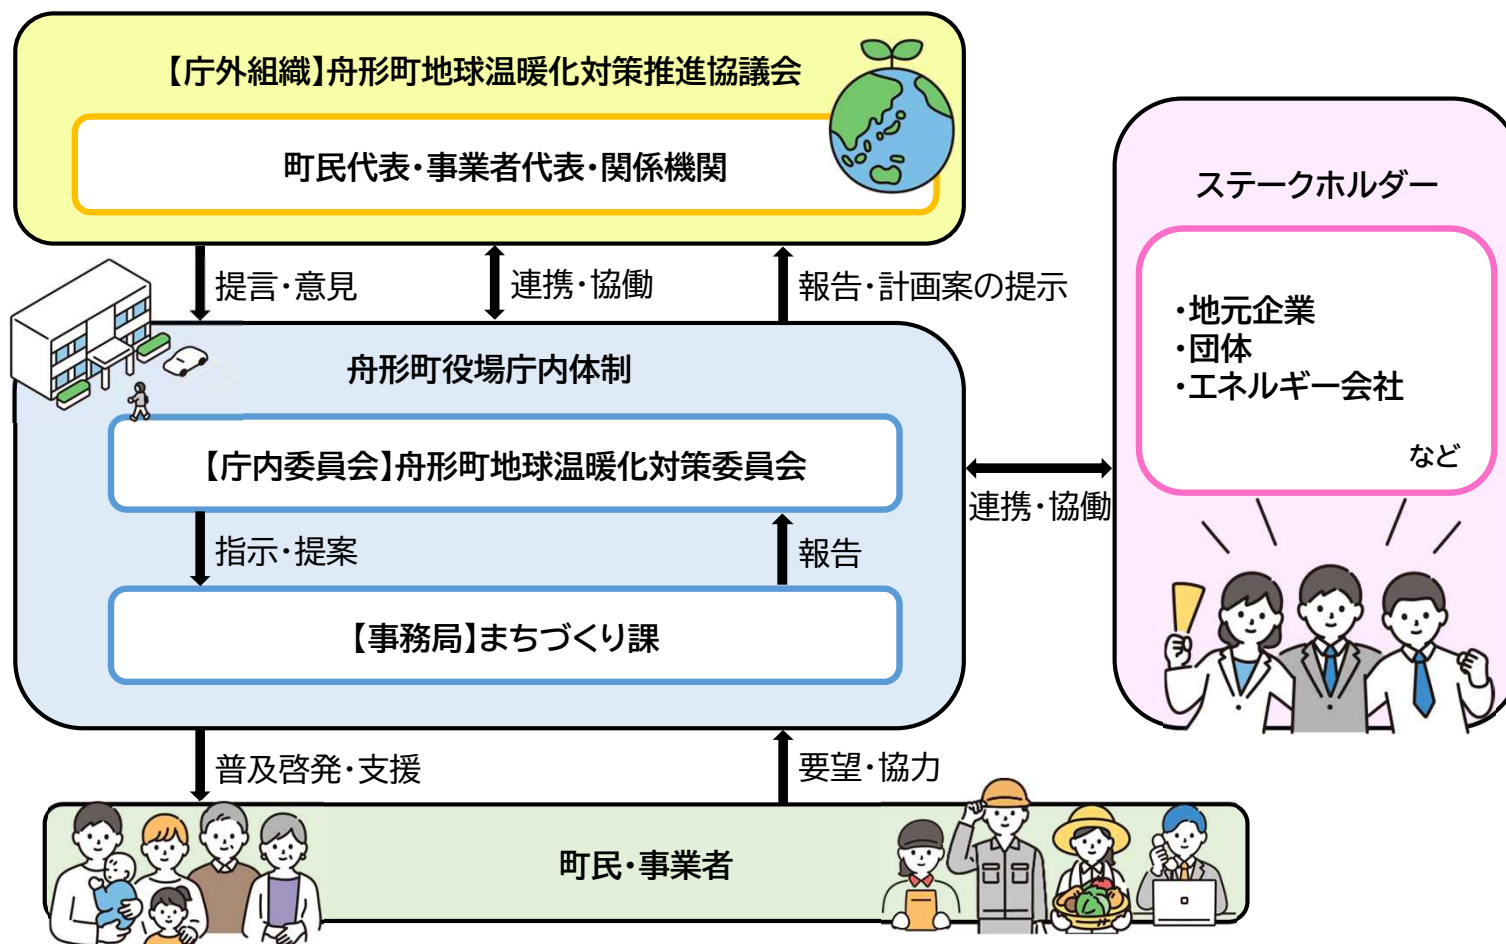 【庁外組織】舟形町地球温暖化対策推進協議会
町民代表・事業者代表・関係機関
提言・意見
連携・協働
報告・計画案の提示
舟形町役場庁内体制
【庁内委員会】舟形町地球温暖化対策委員会
指示・提案
報告
【事務局】まちづくり課
連携・協働
ステークホルダー
・地元企業
・団体
・エネルギー会社
など
普及啓発・支援
要望・協力
町民・事業者